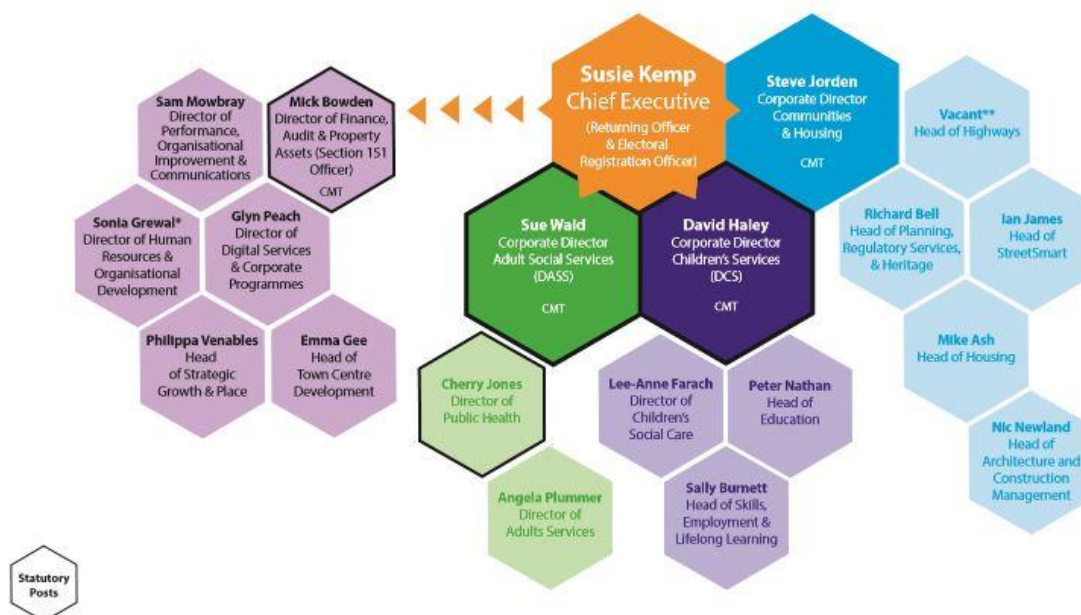 Susie Kemp
Chief Executive
(Returning Officer
& Electoral
Registration Officer)
Steve Jorden
Corporate Director
Communities
& Housing
CMT
Sam Mowbray
Director of
Performance,
Organisational
Improvement &
Communications
Mick Bowden
Director of Finance,
Audit & Property
Assets (Section 151
Officer)
CMT
Sonia Grewal*
Director of Human
Resources &
Organisational
Development
Glyn Peach
Director of
Digital Services
& Corporate
Programmes
Philippa Venables
Head
of Strategic
Growth & Place
Emma Gee
Head of
Town Centre
Development
Sue Wald
Corporate Director
Adult Social Services
(DASS)
CMT
David Haley
Corporate Director
Children's Services
(DCS)
CMT
Cherry Jones
Director of
Public Health
Angela Plummer
Director of
Adults Services
Lee-Anne Farach
Director of
Children's
Social Care
Peter Nathan
Head of
Education
Sally Burnett
Head of Skills,
Employment &
Lifelong Learning
Vacant**
Head of Highways
Richard Bell
Head of Planning,
Regulatory Services,
& Heritage
Ian James
Head of
StreetSmart
Mike Ash
Head of Housing
Nic Newland
Head of
Architecture and
Construction
Management
Statutory
Posts